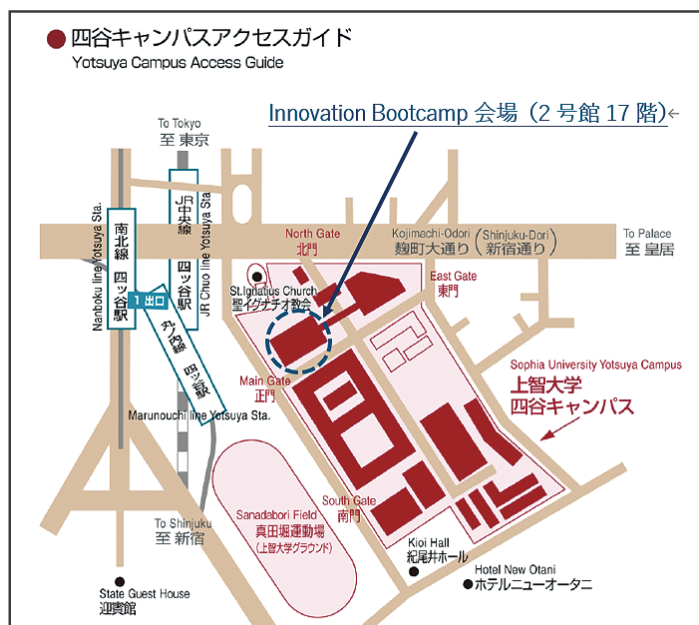 四谷キャンパスアクセスガイド
Yotsuya Campus Access Guide
Innovation Bootcamp 会場（2 号館 17 階）←
To Tokyo
至 東京
Nanboku line Yotsuya Sta.
南北線 四ッ谷駅
JR中央線 四ッ谷駅
JR Chuo line Yotsuya Sta.
1 出口
丸ノ内線 四ッ谷駅
Marunouchi line Yotsuya Sta.
North Gate
北門
Kojimachi-Odori (Shinjuku-Dori)
麹町大通り（新宿通り）
To Palace
至 皇居
St.Ignatius Church
聖イグナチオ教会
East Gate
東門
Main Gate
正門
Sophia University Yotsuya Campus
上智大学
四谷キャンパス
South Gate
南門
Sanadabori Field
真田堀運動場
（上智大学グラウンド）
To Shinjuku
至 新宿
Kioi Hall
紀尾井ホール
Hotel New Otani
ホテルニューオータニ
State Guest House
迎賓館